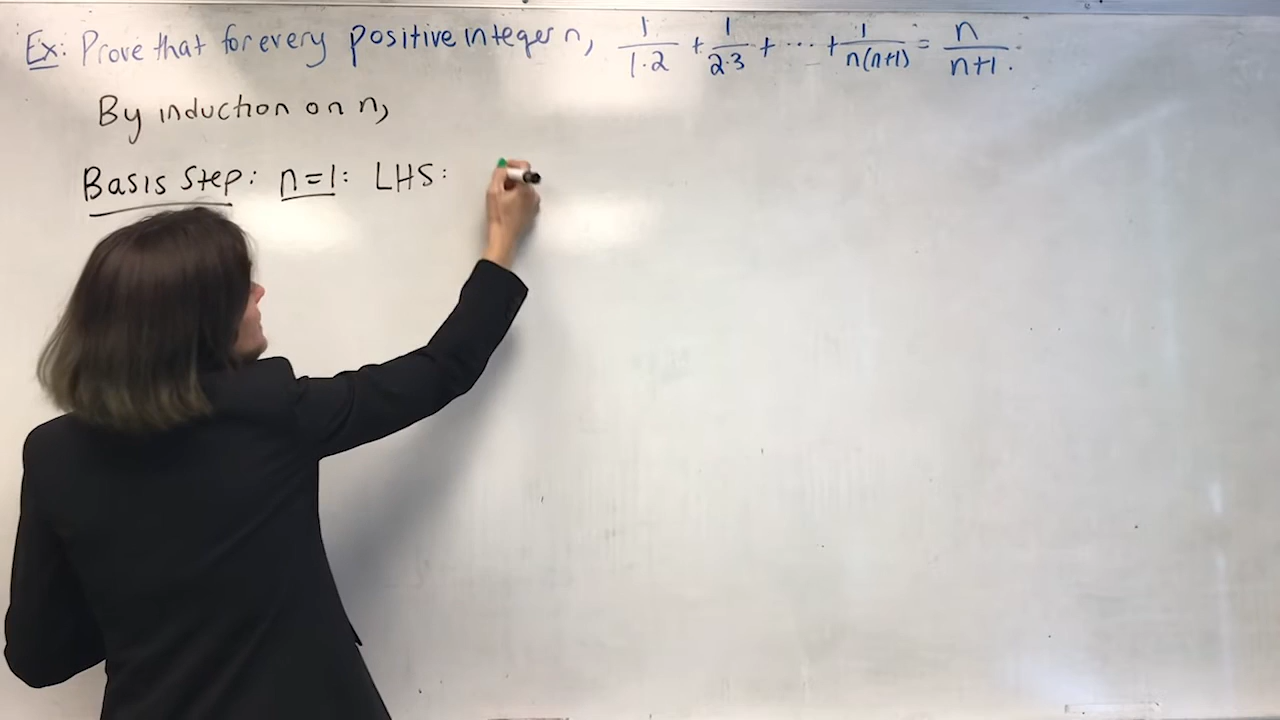 Ex: Prove that for every positive integer n, 1/(1·2) + 1/(2·3) + ··· + 1/(n(n+1)) = n/(n+1).
By induction on n,
Basis Step: n=1: LHS: